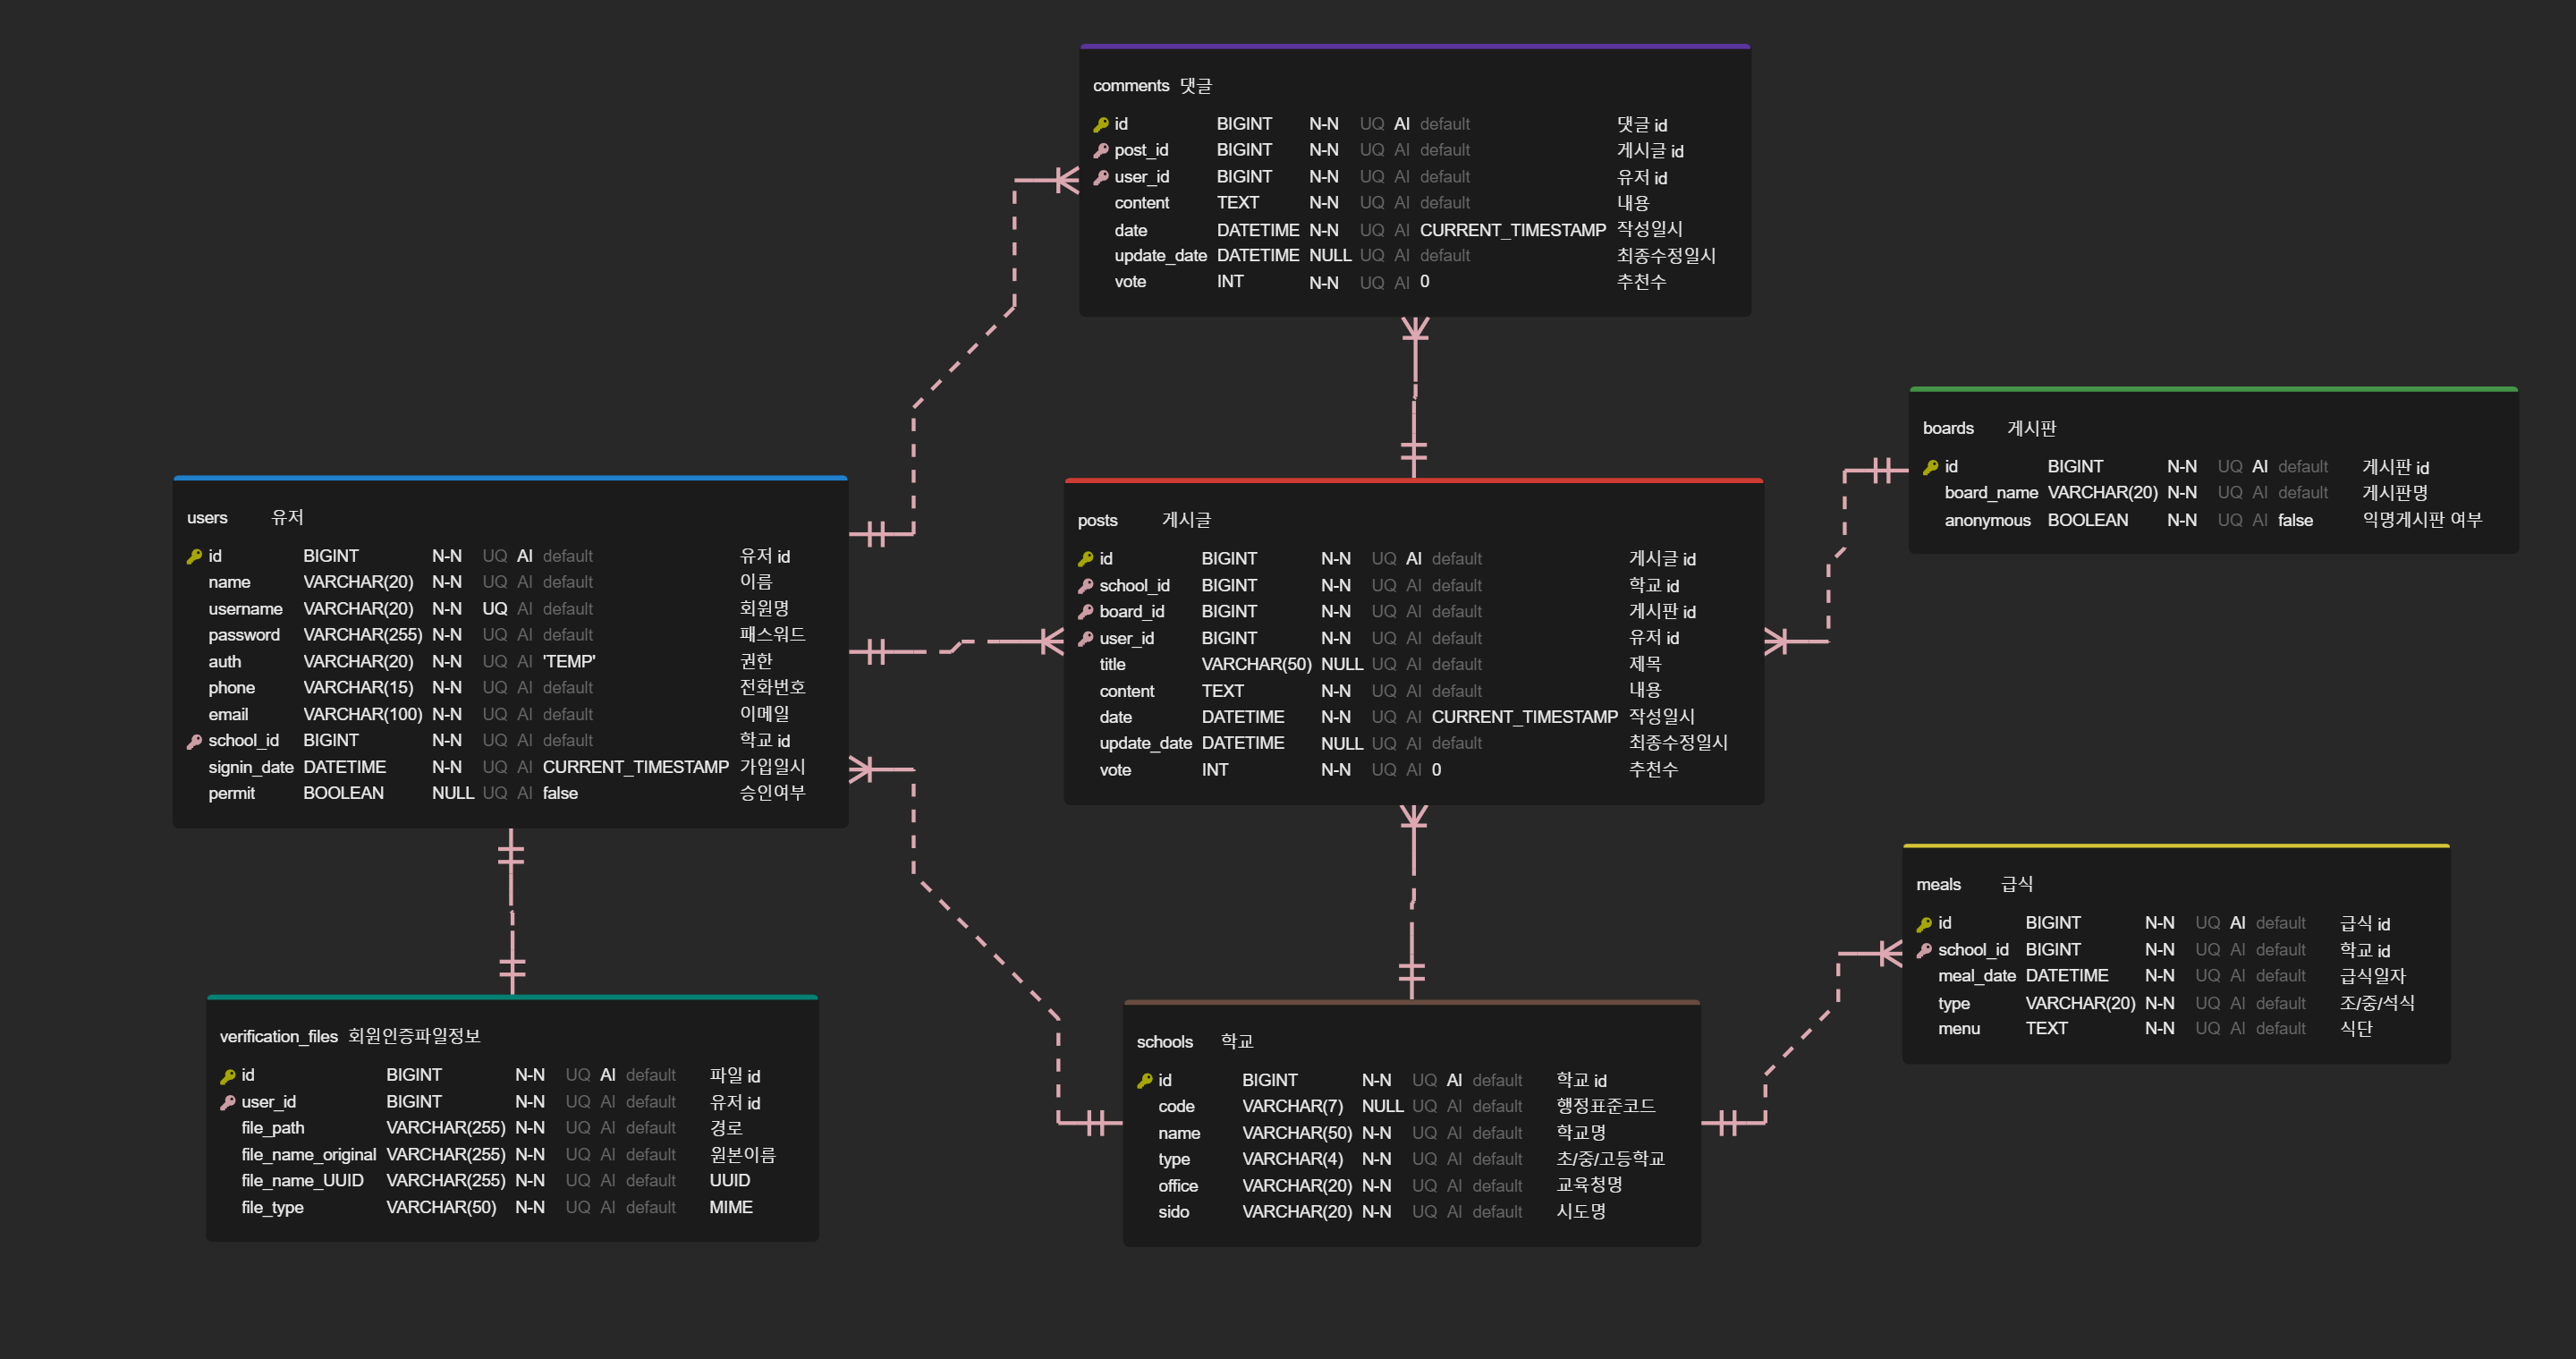 comments 댓글
id BIGINT N-N UQ AI default 댓글 id
post_id BIGINT N-N UQ AI default 게시글 id
user_id BIGINT N-N UQ AI default 유저 id
content TEXT N-N UQ AI default 내용
date DATETIME N-N UQ AI CURRENT_TIMESTAMP 작성일시
update_date DATETIME NULL UQ AI default 최종수정일시
vote INT N-N UQ AI 0 추천수
boards 게시판
id BIGINT N-N UQ AI default 게시판 id
board_name VARCHAR(20) N-N UQ AI default 게시판명
anonymous BOOLEAN N-N UQ AI false 익명게시판 여부
users 유저
id BIGINT N-N UQ AI default 유저 id
name VARCHAR(20) N-N UQ AI default 이름
username VARCHAR(20) N-N UQ AI default 회원명
password VARCHAR(255) N-N UQ AI default 패스워드
auth VARCHAR(20) N-N UQ AI 'TEMP' 권한
phone VARCHAR(15) N-N UQ AI default 전화번호
email VARCHAR(100) N-N UQ AI default 이메일
school_id BIGINT N-N UQ AI default 학교 id
signin_date DATETIME N-N UQ AI CURRENT_TIMESTAMP 가입일시
permit BOOLEAN NULL UQ AI false 승인여부
posts 게시글
id BIGINT N-N UQ AI default 게시글 id
school_id BIGINT N-N UQ AI default 학교 id
board_id BIGINT N-N UQ AI default 게시판 id
user_id BIGINT N-N UQ AI default 유저 id
title VARCHAR(50) NULL UQ AI default 제목
content TEXT N-N UQ AI default 내용
date DATETIME N-N UQ AI CURRENT_TIMESTAMP 작성일시
update_date DATETIME NULL UQ AI default 최종수정일시
vote INT N-N UQ AI 0 추천수
meals 급식
id BIGINT N-N UQ AI default 급식 id
school_id BIGINT N-N UQ AI default 학교 id
meal_date DATETIME N-N UQ AI default 급식일자
type VARCHAR(20) N-N UQ AI default 조/중/석식
menu TEXT N-N UQ AI default 식단
verification_files 회원인증파일정보
id BIGINT N-N UQ AI default 파일 id
user_id BIGINT N-N UQ AI default 유저 id
file_path VARCHAR(255) N-N UQ AI default 경로
file_name_original VARCHAR(255) N-N UQ AI default 원본이름
file_name_UUID VARCHAR(255) N-N UQ AI default UUID
file_type VARCHAR(50) N-N UQ AI default MIME
schools 학교
id BIGINT N-N UQ AI default 학교 id
code VARCHAR(7) NULL UQ AI default 행정표준코드
name VARCHAR(50) N-N UQ AI default 학교명
type VARCHAR(4) N-N UQ AI default 초/중/고등학교
office VARCHAR(20) N-N UQ AI default 교육청명
sido VARCHAR(20) N-N UQ AI default 시도명